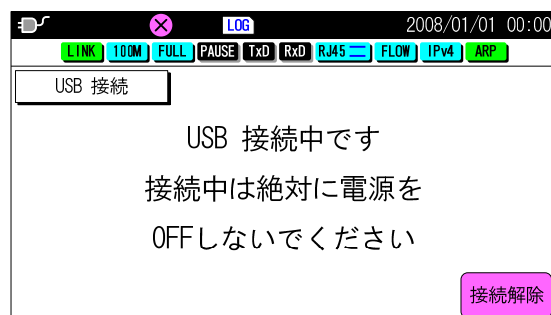 LOG 2008/01/01 00:00
LINK 100M FULL PAUSE TxD RxD RJ45 FLOW IPv4 ARP
USB 接続
USB 接続中です
接続中は絶対に電源を
OFFしないでください
接続解除